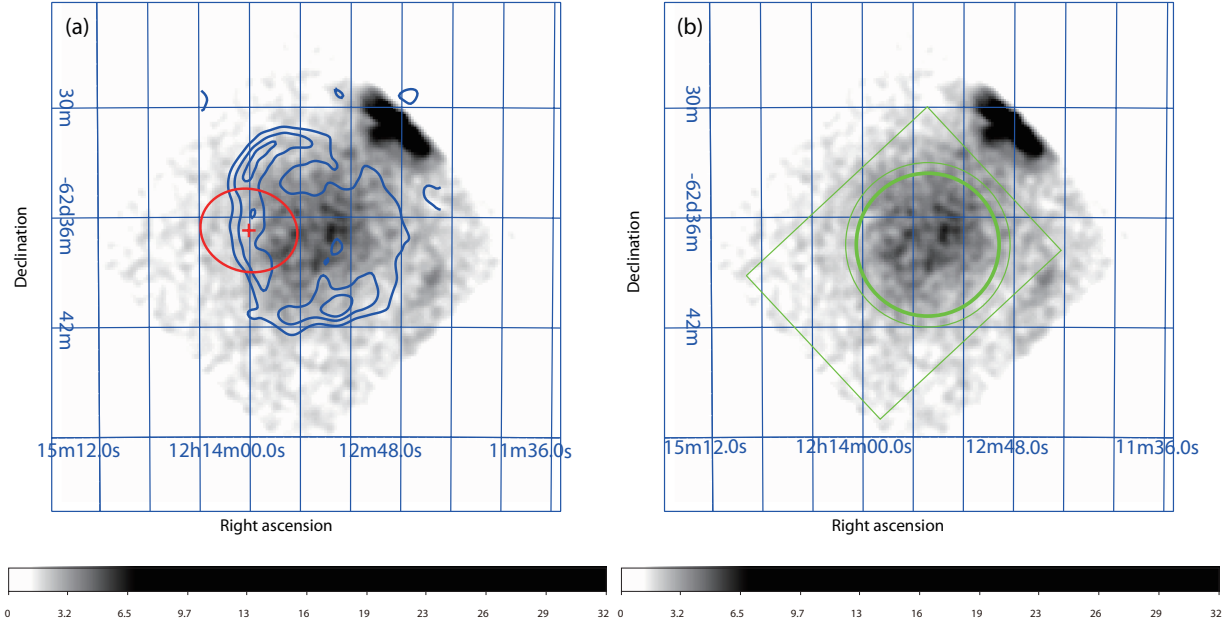 (a)
30m
-62d36m
42m
Declination
15m12.0s 12h14m00.0s 12m48.0s 11m36.0s
Right ascension
0 3.2 6.5 9.7 13 16 19 23 26 29 32
(b)
30m
-62d36m
42m
Declination
15m12.0s 12h14m00.0s 12m48.0s 11m36.0s
Right ascension
0 3.2 6.5 9.7 13 16 19 23 26 29 32